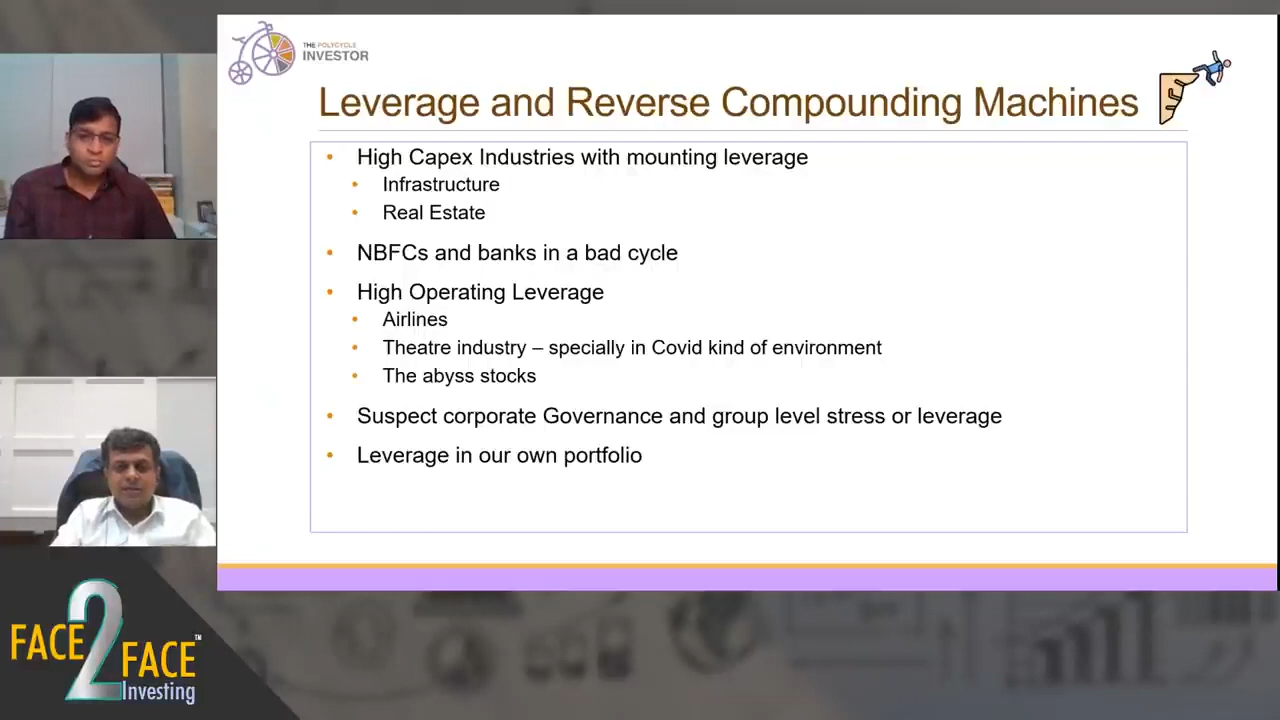 THE POLYCYCLE
INVESTOR
Leverage and Reverse Compounding Machines
• High Capex Industries with mounting leverage
• Infrastructure
• Real Estate
• NBFCs and banks in a bad cycle
• High Operating Leverage
• Airlines
• Theatre industry – specially in Covid kind of environment
• The abyss stocks
• Suspect corporate Governance and group level stress or leverage
• Leverage in our own portfolio
FACE 2 FACE™
Investing